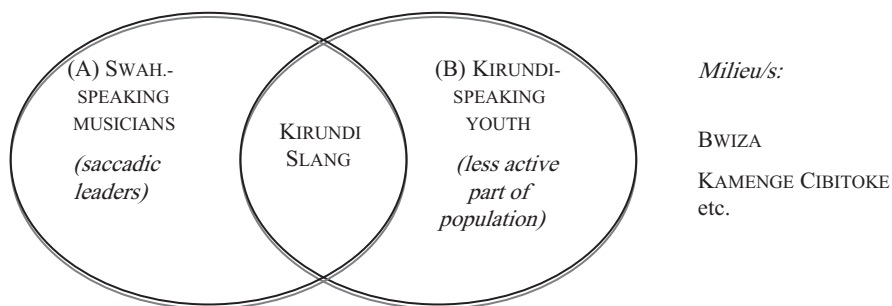 (A) SWAH.-
SPEAKING
MUSICIANS
(saccadic
leaders)
KIRUNDI
SLANG
(B) KIRUNDI-
SPEAKING
YOUTH
(less active
part of
population)
Milieu/s:
BWIZA
KAMENGE CIBITOKE
etc.